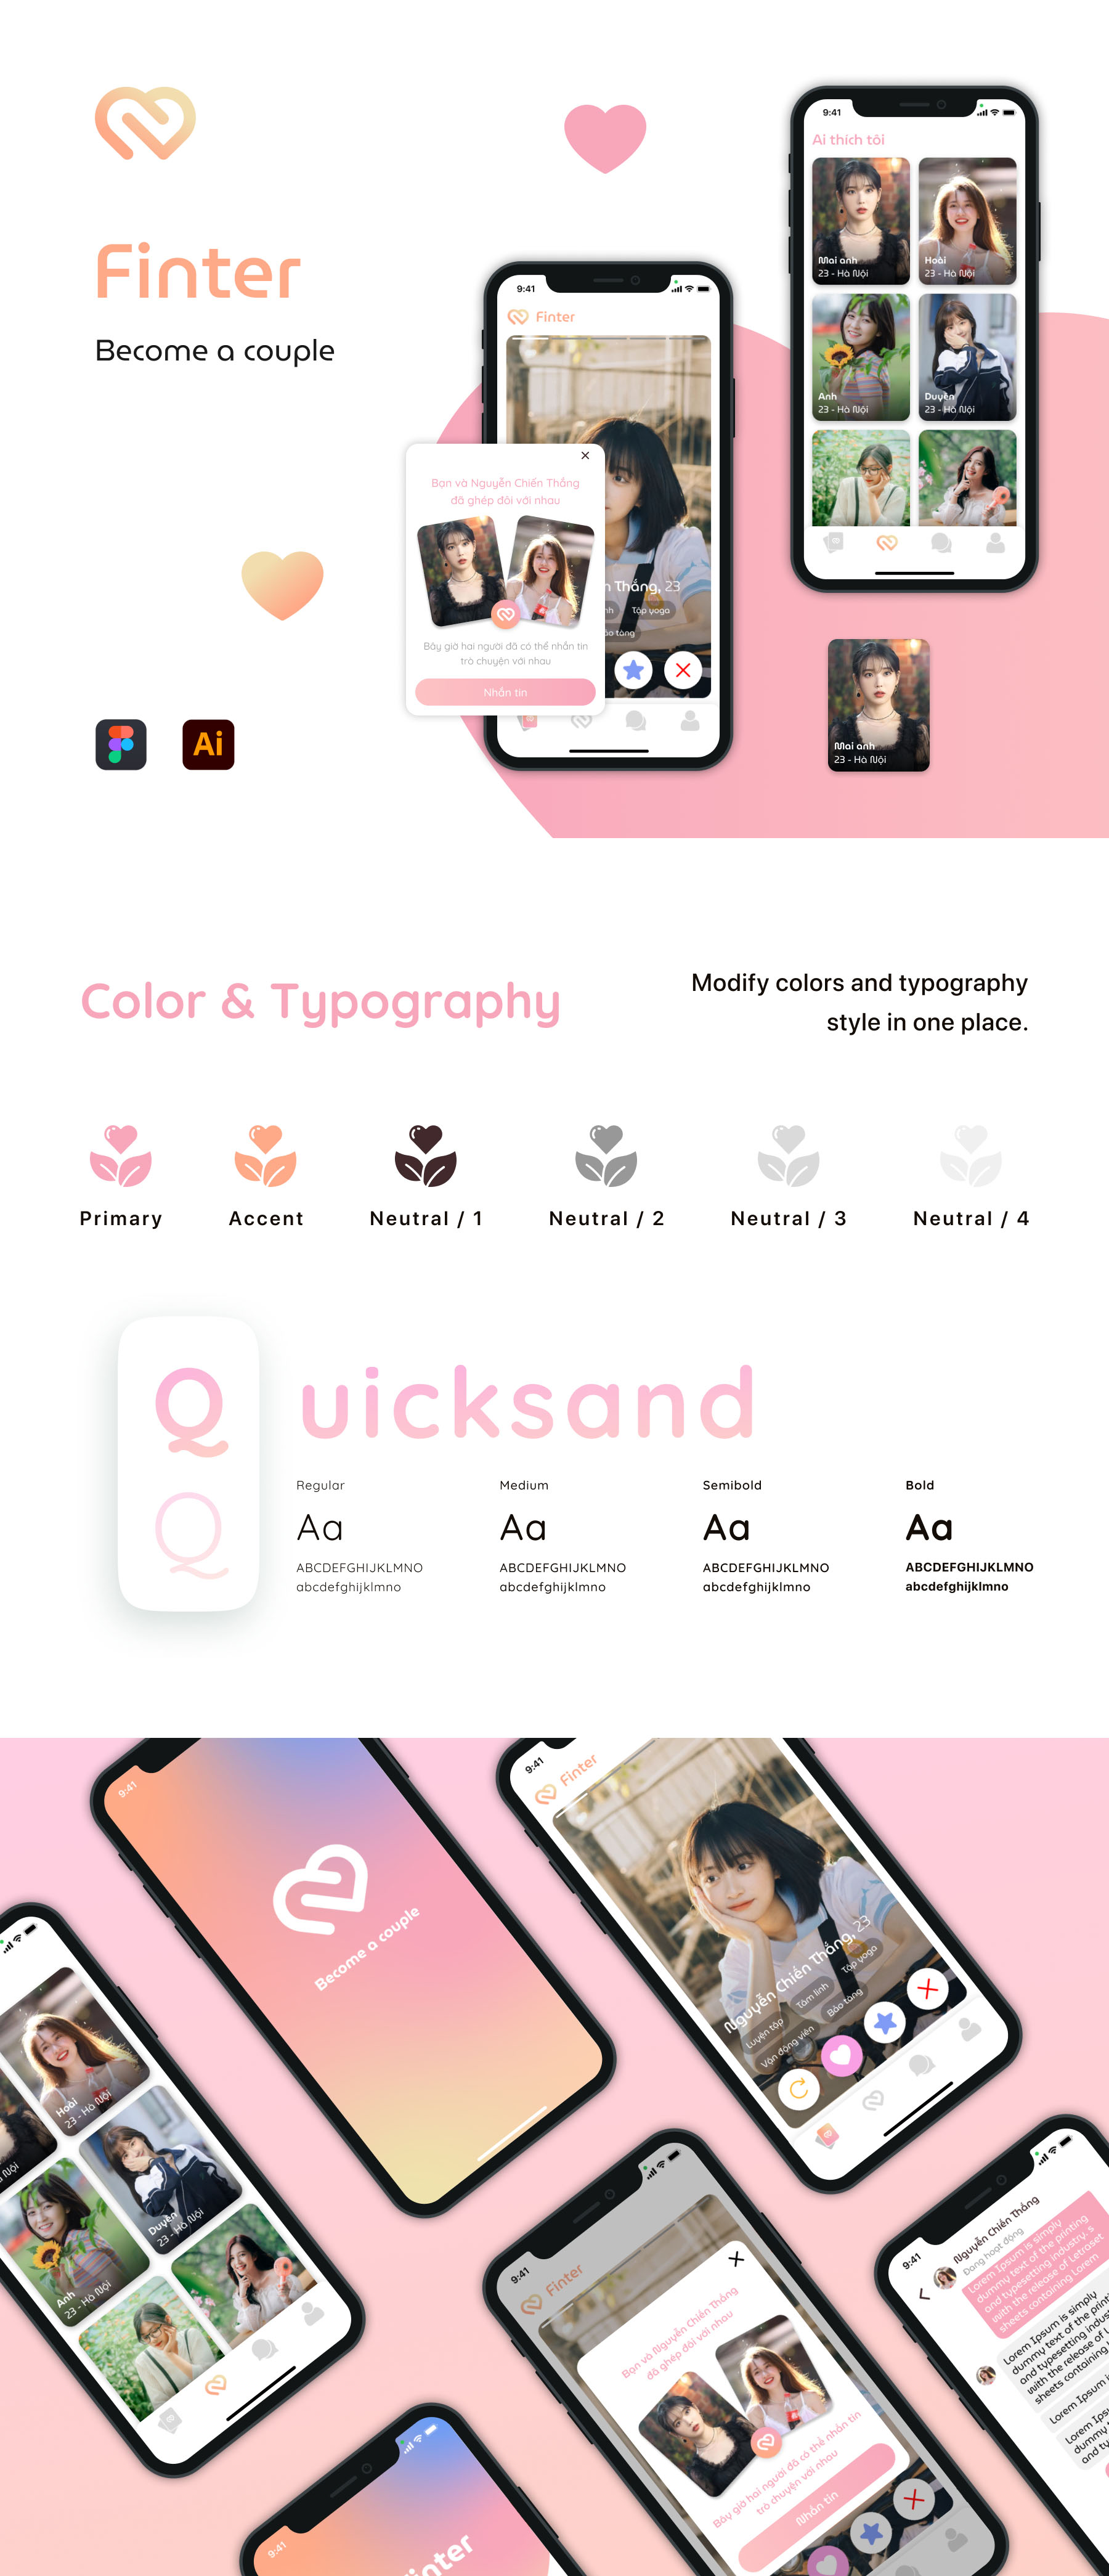 Finter
Become a couple
Ai
9:41
Finter
n Thắng, 23
nh
Tập yoga
ảo tàng
Bạn và Nguyễn Chiến Thắng
đã ghép đôi với nhau
Bây giờ hai người đã có thể nhắn tin
trò chuyện với nhau
Nhắn tin
9:41
Ai thích tôi
Mai anh
23 - Hà Nội
Hoài
23 - Hà Nội
Anh
23 - Hà Nội
Duyên
23 - Hà Nội
Mai anh
23 - Hà Nội
Color & Typography
Modify colors and typography
style in one place.
Primary
Accent
Neutral / 1
Neutral / 2
Neutral / 3
Neutral / 4
Quicksand
Q
Regular
Aa
ABCDEFGHIJKLMNO
abcdefghijklmno
Medium
Aa
ABCDEFGHIJKLMNO
abcdefghijklmno
Semibold
Aa
ABCDEFGHIJKLMNO
abcdefghijklmno
Bold
Aa
ABCDEFGHIJKLMNO
abcdefghijklmno
9:41
Become a couple
9:41
Finter
Nguyễn Chiến Thắng, 23
Luyện tập
Tâm linh
Tập yoga
Vận động viên
Bảo tàng
Hoài
23 - Hà Nội
Nội
Anh
23 - Hà Nội
Duyên
23 - Hà Nội
9:41
Finter
Bạn và Nguyễn Chiến Thắng
đã ghép đôi với nhau
Bây giờ hai người đã có thể nhắn tin
trò chuyện với nhau
Nhắn tin
9:41
Nguyễn Chiến Thắng
Đang hoạt động
Lorem Ipsum is simply
dummy text of the printing
and typesetting industry. s
with the release of Letraset
sheets containing Lorem
Lorem Ipsum is simply
dummy text of the printi
and typesetting indust
with the release of L
sheets containing
Lorem Ipsum i
Lorem Ipsu
dummy
and ty
9:41
inter